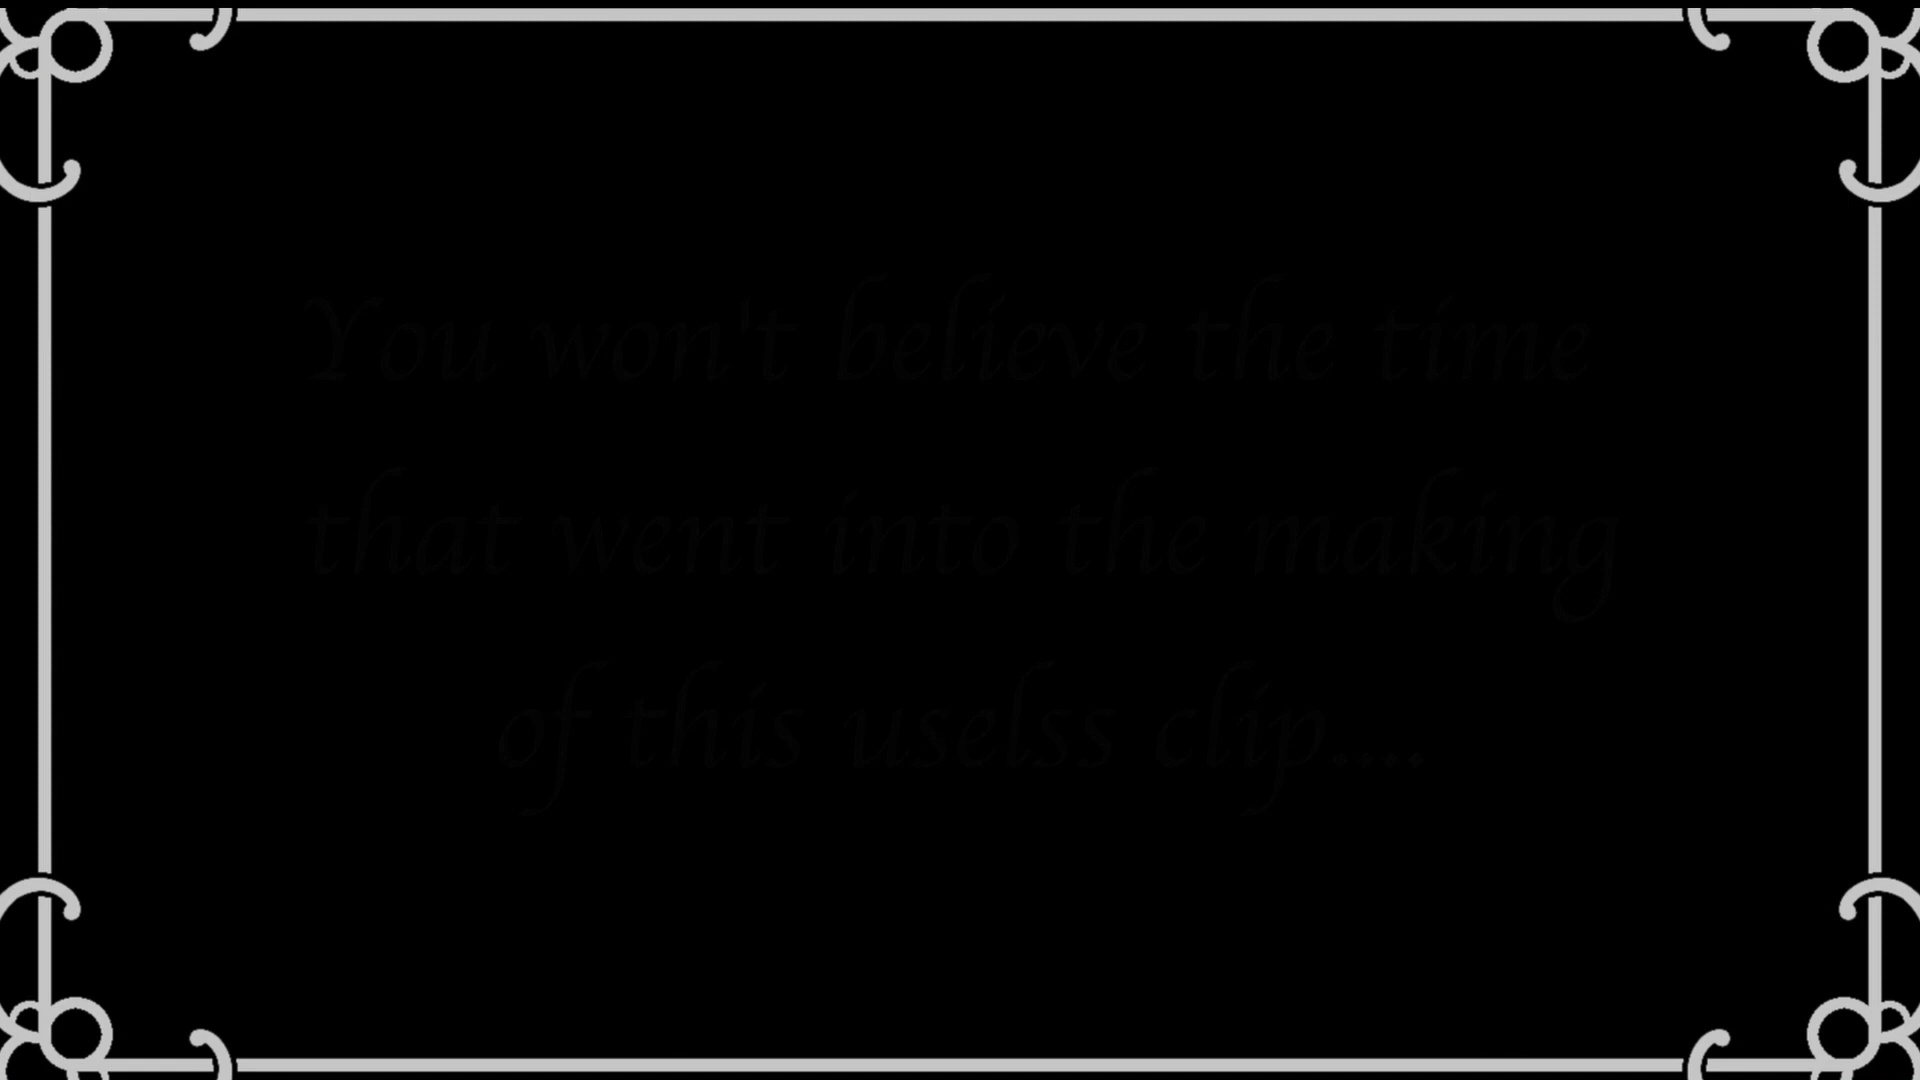 You won't believe the time
that went into the making
of this uselss clip....